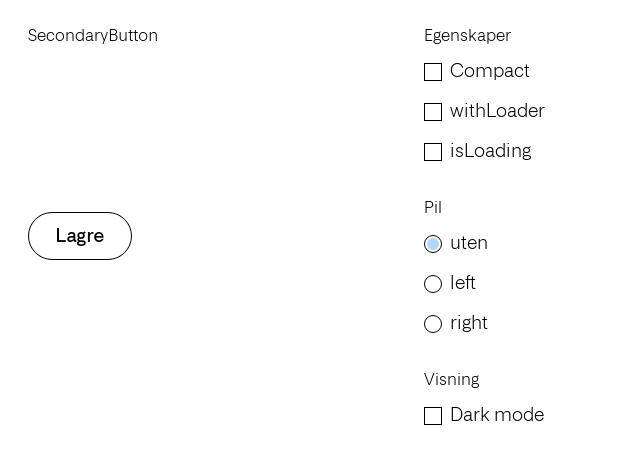 SecondaryButton
Lagre
Egenskaper
Compact
withLoader
isLoading
Pil
uten
left
right
Visning
Dark mode